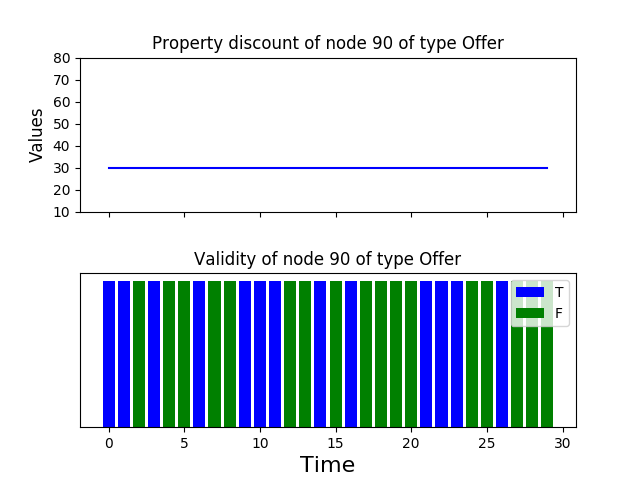 Property discount of node 90 of type Offer
80
70
60
50
40
30
20
10
Values
Validity of node 90 of type Offer
T
F
0 5 10 15 20 25 30
Time